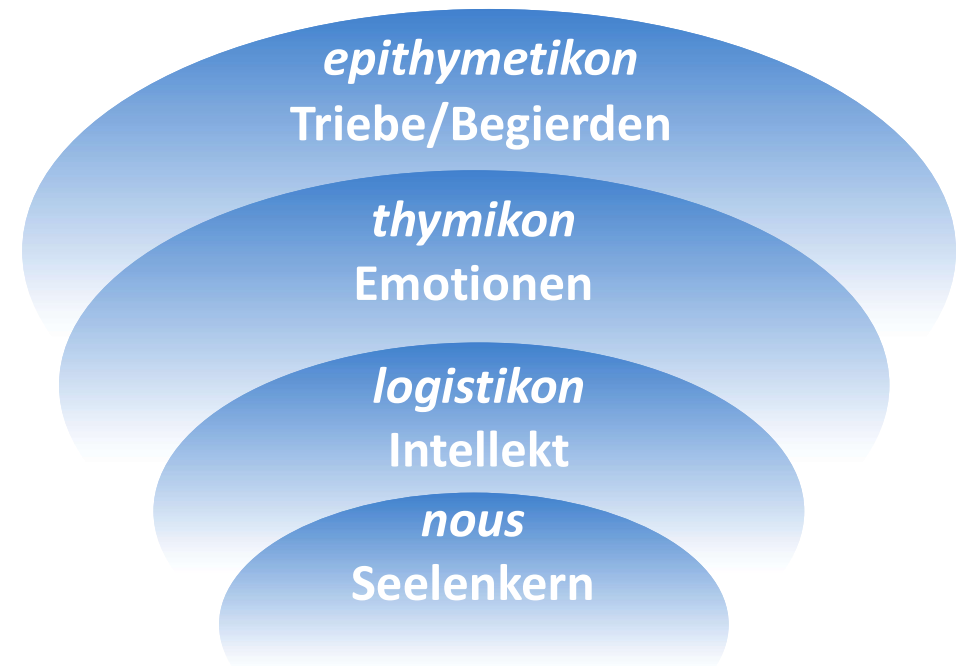 epithymetikon
Triebe/Begierden
thymikon
Emotionen
logistikon
Intellekt
nous
Seelenkern